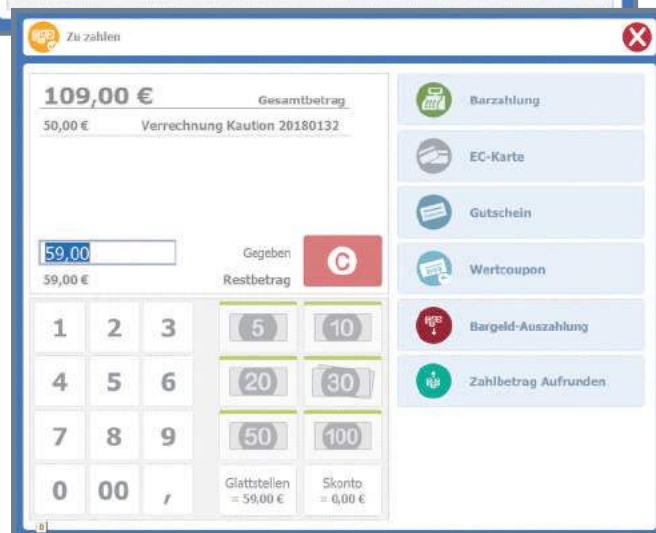 Zu zahlen
109,00 € Gesamtbetrag
50,00 € Verrechnung Kaution 20180132
59,00 Gegeben
59,00 € Restbetrag
C
1 2 3 5 10
4 5 6 20 30
7 8 9 50 100
0 00 , Glattstellen Skonto
= 59,00 € = 0,00 €
Barzahlung
EC-Karte
Gutschein
Wertcoupon
Bargeld-Auszahlung
Zahlbetrag Aufrunden